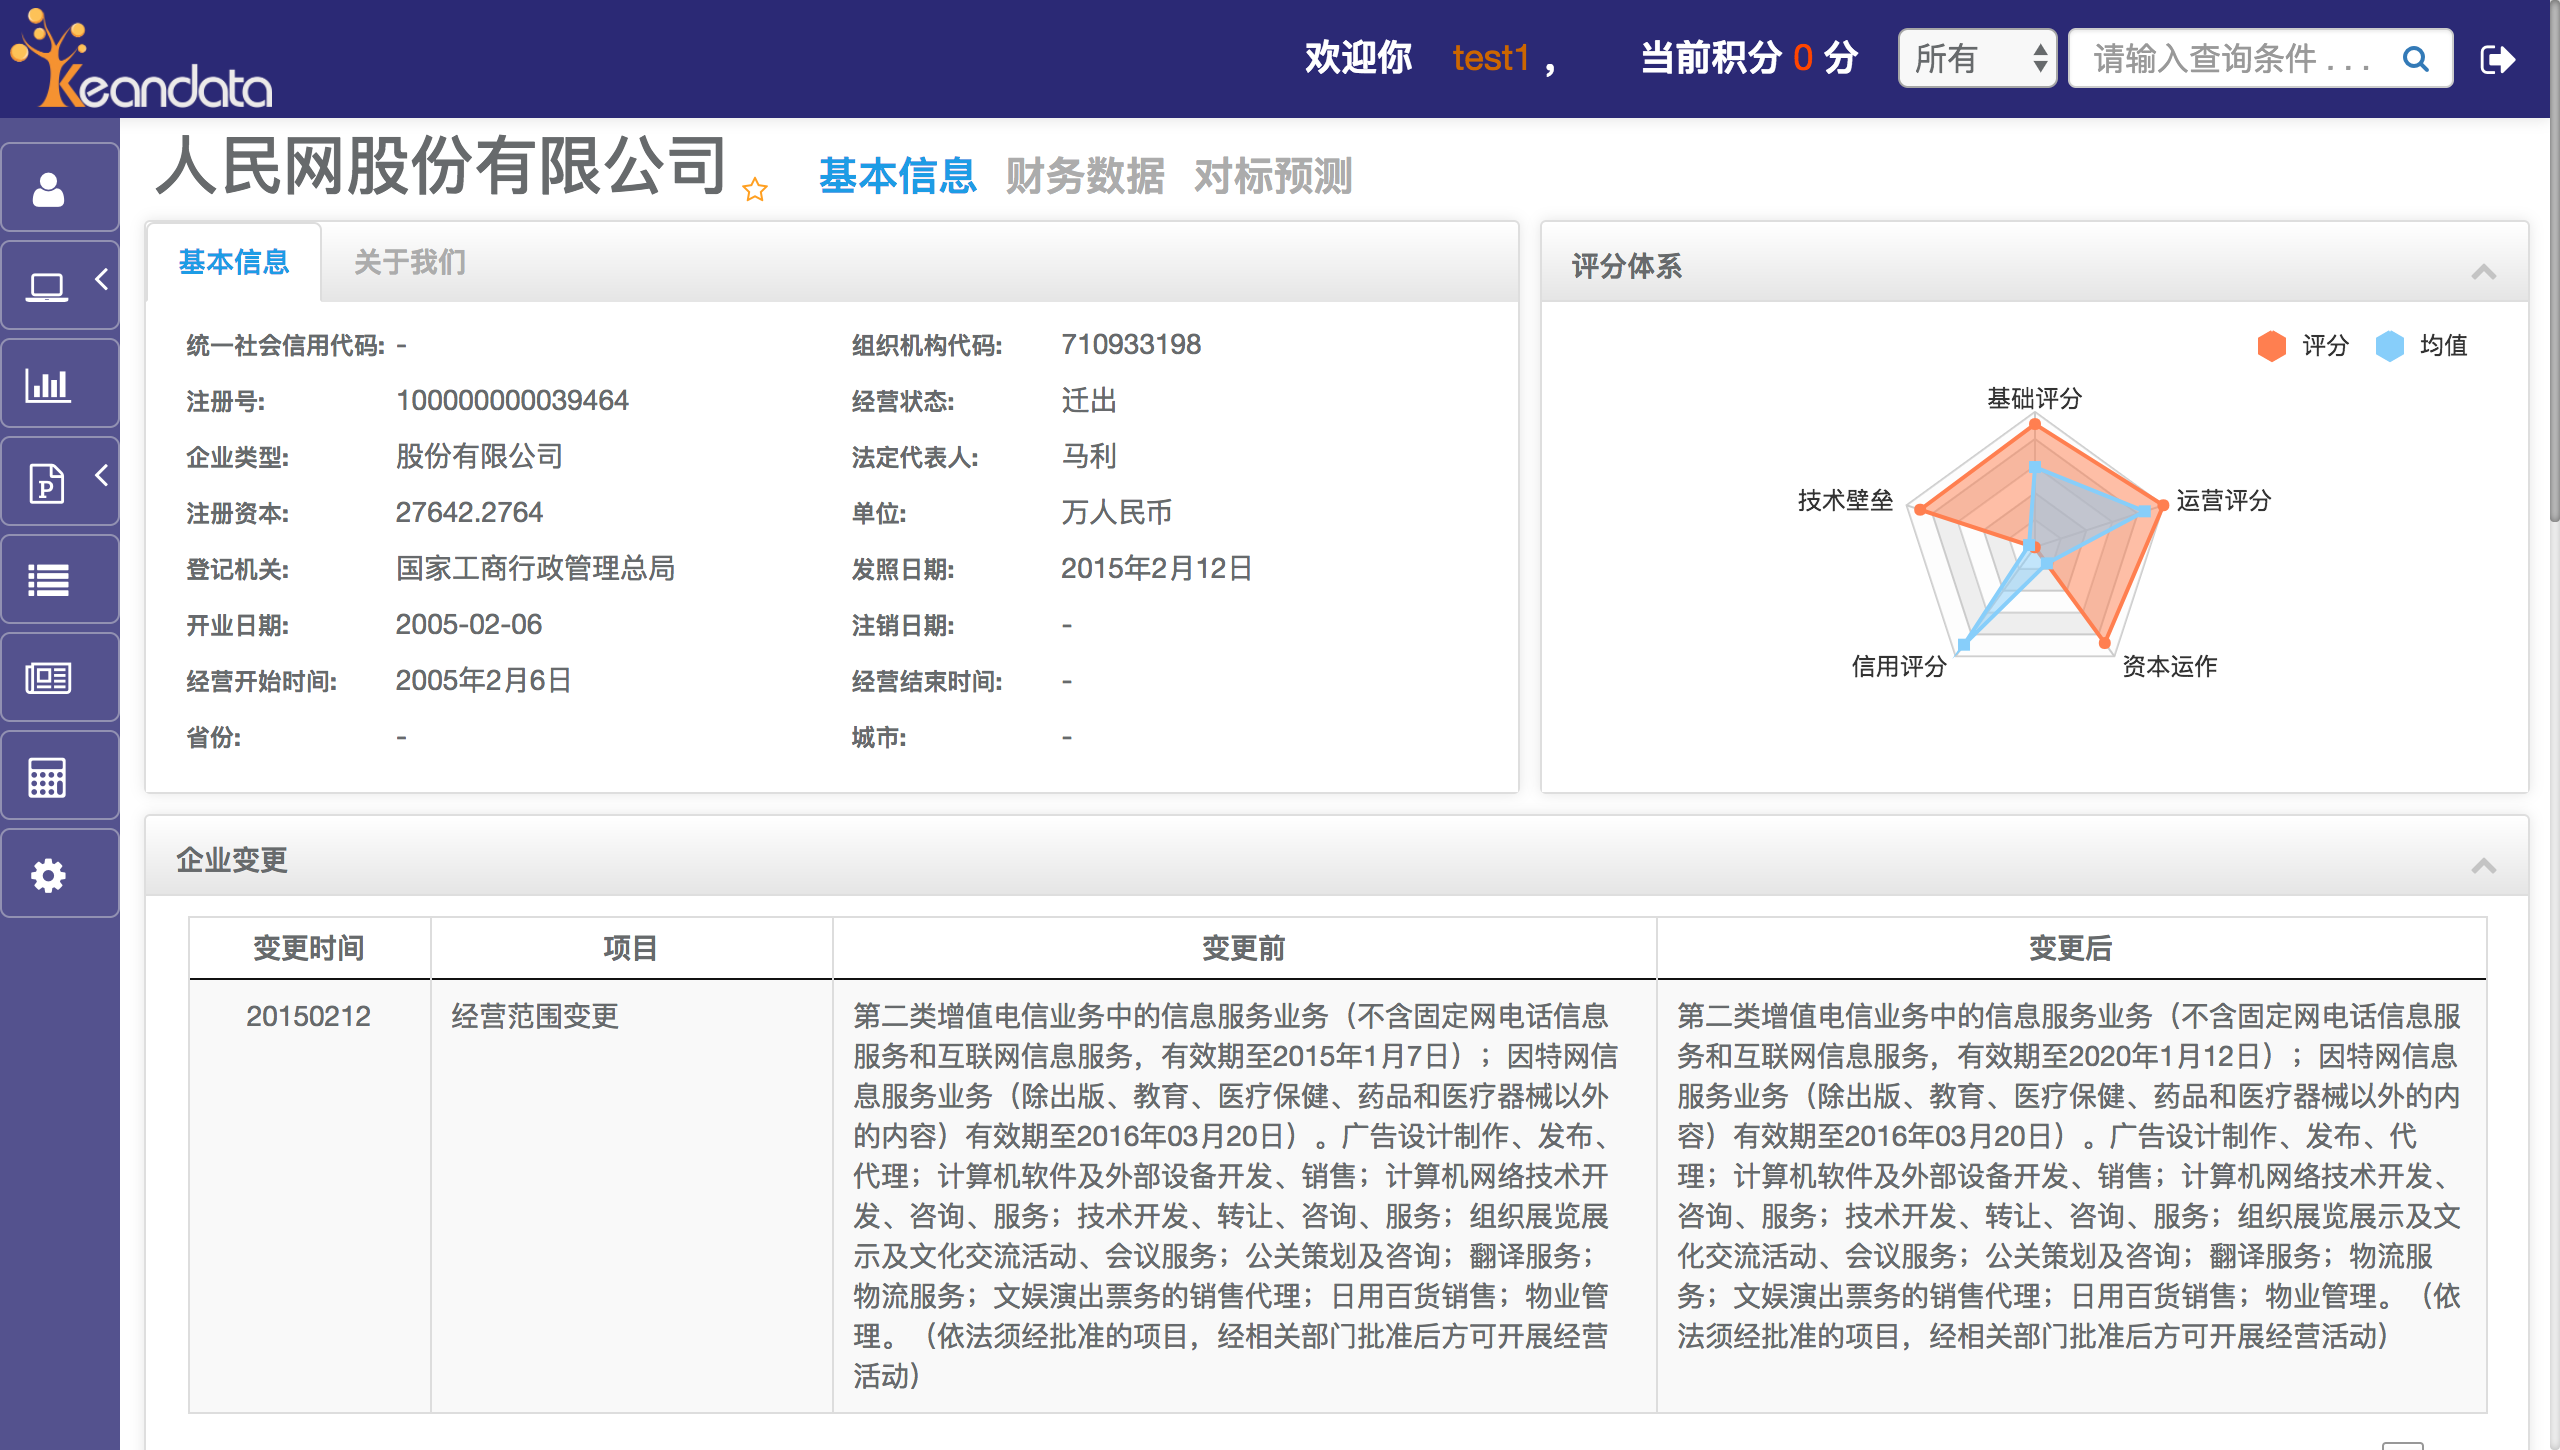 Keandata
欢迎你 test1 ， 当前积分 0 分 所有 请输入查询条件 . . .
人民网股份有限公司 基本信息 财务数据 对标预测
基本信息 关于我们
统一社会信用代码: - 组织机构代码: 710933198
注册号: 100000000039464 经营状态: 迁出
企业类型: 股份有限公司 法定代表人: 马利
注册资本: 27642.2764 单位: 万人民币
登记机关: 国家工商行政管理总局 发照日期: 2015年2月12日
开业日期: 2005-02-06 注销日期: -
经营开始时间: 2005年2月6日 经营结束时间: -
省份: - 城市: -
评分体系
评分 均值
基础评分
技术壁垒 运营评分
信用评分 资本运作
企业变更
变更时间 项目 变更前 变更后
20150212 经营范围变更
第二类增值电信业务中的信息服务业务（不含固定网电话信息
服务和互联网信息服务，有效期至2015年1月7日）；因特网信
息服务业务（除出版、教育、医疗保健、药品和医疗器械以外
的内容）有效期至2016年03月20日）。广告设计制作、发布、
代理；计算机软件及外部设备开发、销售；计算机网络技术开
发、咨询、服务；技术开发、转让、咨询、服务；组织展览展
示及文化交流活动、会议服务；公关策划及咨询；翻译服务；
物流服务；文娱演出票务的销售代理；日用百货销售；物业管
理。（依法须经批准的项目，经相关部门批准后方可开展经营
活动）
第二类增值电信业务中的信息服务业务（不含固定网电话信息服
务和互联网信息服务，有效期至2020年1月12日）；因特网信息
服务业务（除出版、教育、医疗保健、药品和医疗器械以外的内
容）有效期至2016年03月20日）。广告设计制作、发布、代
理；计算机软件及外部设备开发、销售；计算机网络技术开发、
咨询、服务；技术开发、转让、咨询、服务；组织展览展示及文
化交流活动、会议服务；公关策划及咨询；翻译服务；物流服
务；文娱演出票务的销售代理；日用百货销售；物业管理。（依
法须经批准的项目，经相关部门批准后方可开展经营活动）